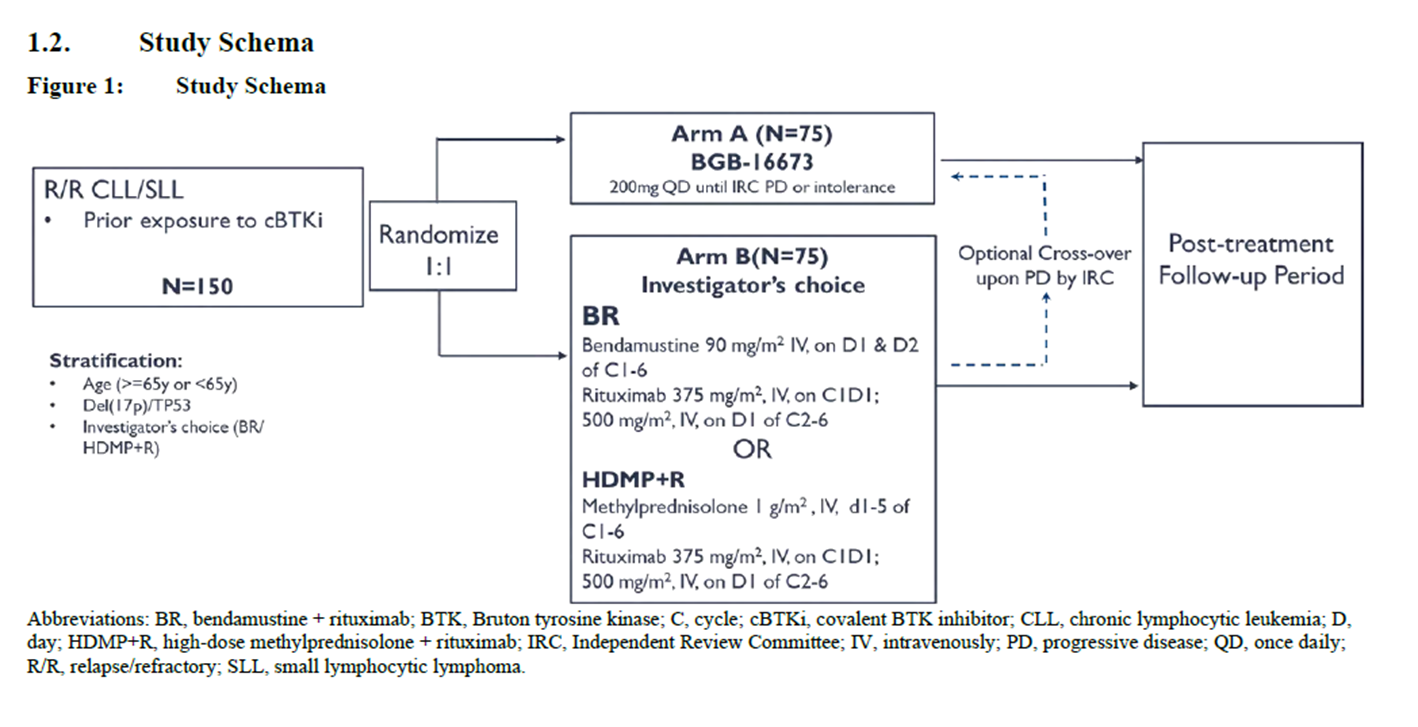 1.2. Study Schema
Figure 1: Study Schema
R/R CLL/SLL
• Prior exposure to cBTKi
N=150
Stratification:
• Age (>=65y or <65y)
• Del(17p)/TP53
• Investigator's choice (BR/
HDMP+R)
Randomize
1:1
Arm A (N=75)
BGB-16673
200mg QD until IRC PD or intolerance
Arm B(N=75)
Investigator's choice
BR
Bendamustine 90 mg/m² IV, on D1 & D2
of C1-6
Rituximab 375 mg/m², IV, on C1D1;
500 mg/m², IV, on D1 of C2-6
OR
HDMP+R
Methylprednisolone 1 g/m² , IV, d1-5 of
C1-6
Rituximab 375 mg/m², IV, on C1D1;
500 mg/m², IV, on D1 of C2-6
Optional Cross-over
upon PD by IRC
Post-treatment
Follow-up Period
Abbreviations: BR, bendamustine + rituximab; BTK, Bruton tyrosine kinase; C, cycle; cBTKi, covalent BTK inhibitor; CLL, chronic lymphocytic leukemia; D,
day; HDMP+R, high-dose methylprednisolone + rituximab; IRC, Independent Review Committee; IV, intravenously; PD, progressive disease; QD, once daily;
R/R, relapse/refractory; SLL, small lymphocytic lymphoma.